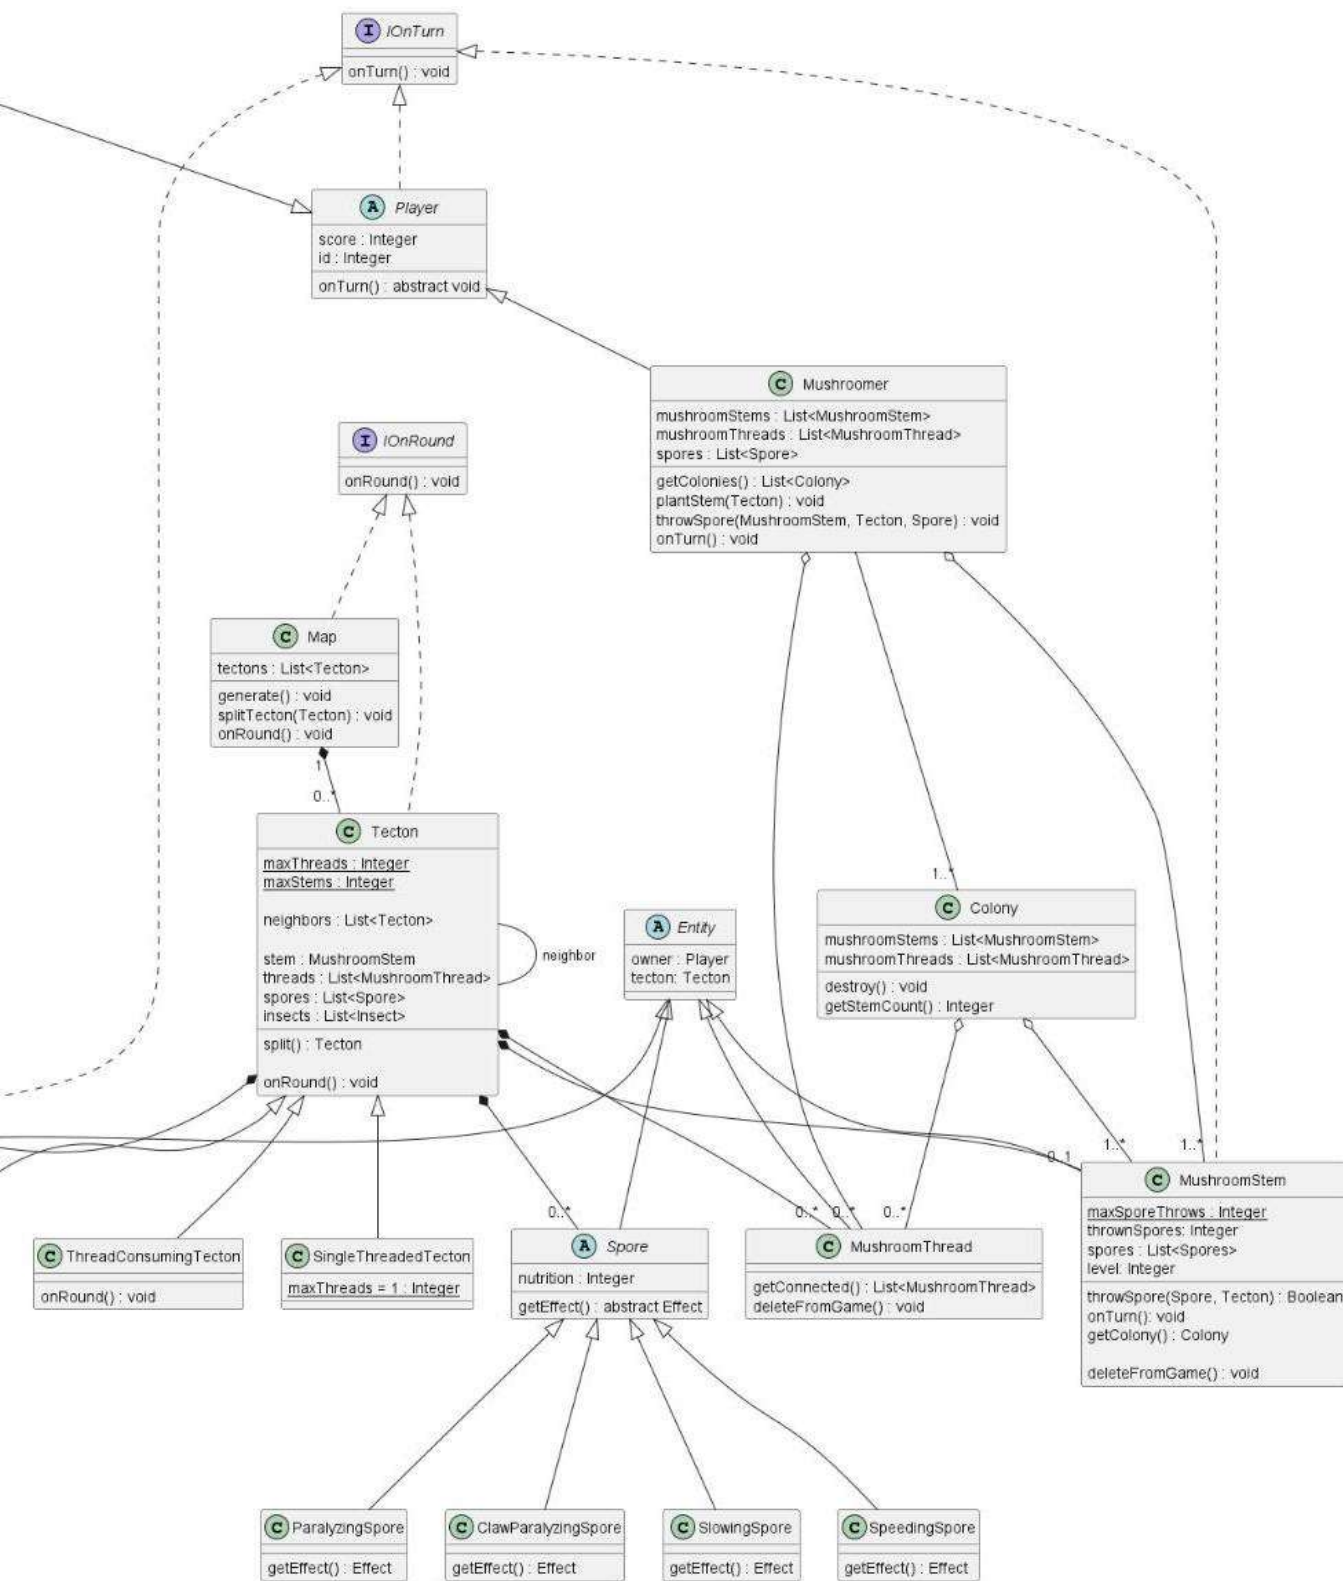 I IOnTurn
onTurn() : void
A Player
score : Integer
id : Integer
onTurn() : abstract void
C Mushroomer
mushroomStems : List<MushroomStem>
mushroomThreads : List<MushroomThread>
spores : List<Spore>
getColonies() : List<Colony>
plantStem(Tecton) : void
throwSpore(MushroomStem, Tecton, Spore) : void
onTurn() : void
I IOnRound
onRound() : void
C Map
tectons : List<Tecton>
generate() : void
splitTecton(Tecton) : void
onRound() : void
1
0..*
C Tecton
maxThreads : Integer
maxStems : Integer
neighbors : List<Tecton>
stem : MushroomStem
threads : List<MushroomThread>
spores : List<Spore>
insects : List<Insect>
split() : Tecton
onRound() : void
neighbor
A Entity
owner : Player
tecton: Tecton
1..*
C Colony
mushroomStems : List<MushroomStem>
mushroomThreads : List<MushroomThread>
destroy() : void
getStemCount() : Integer
0..1
1..*
1..*
C MushroomStem
maxSporeThrows : Integer
thrownSpores: Integer
spores : List<Spores>
level: Integer
throwSpore(Spore, Tecton) : Boolean
onTurn(): void
getColony() : Colony
deleteFromGame() : void
C ThreadConsumingTecton
onRound() : void
C SingleThreadedTecton
maxThreads = 1 : Integer
0..*
A Spore
nutrition : Integer
getEffect() : abstract Effect
0..*
0..*
0..*
C MushroomThread
getConnected() : List<MushroomThread>
deleteFromGame() : void
C ParalyzingSpore
getEffect() : Effect
C ClawParalyzingSpore
getEffect() : Effect
C SlowingSpore
getEffect() : Effect
C SpeedingSpore
getEffect() : Effect